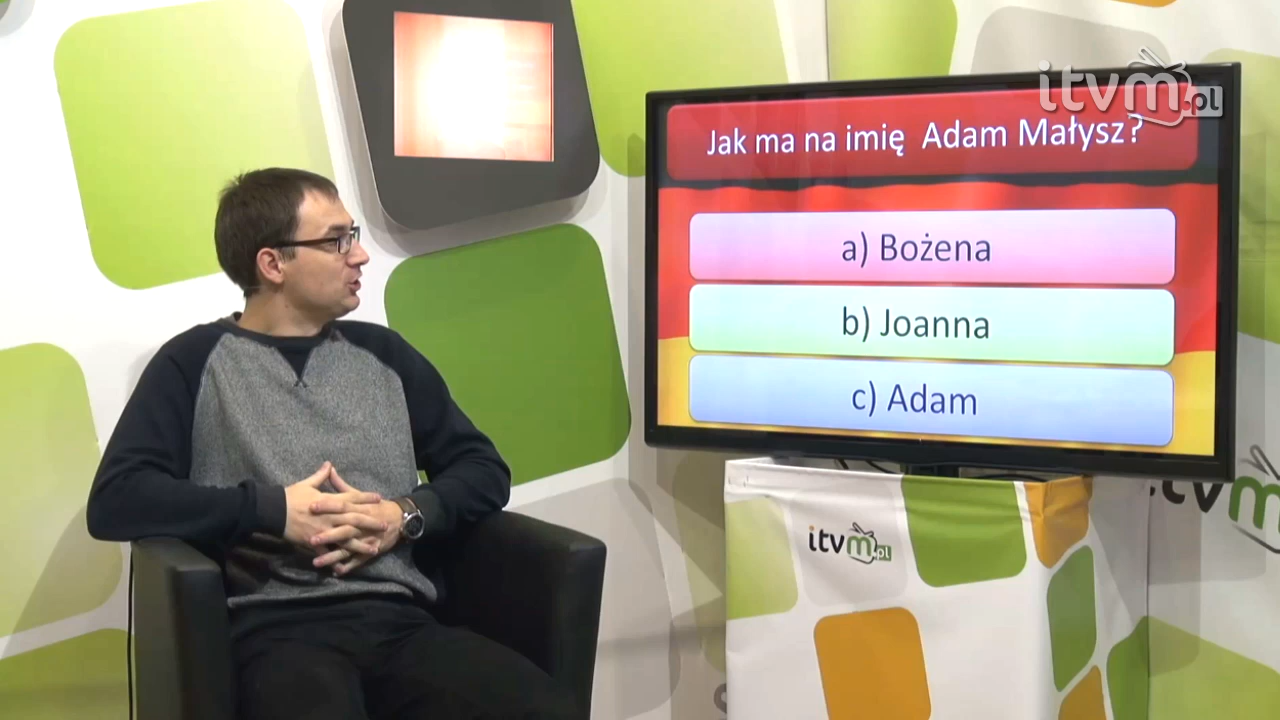 itvm.pl
Jak ma na imię Adam Małysz?
a) Bożena
b) Joanna
c) Adam
itvm.pl
itvm